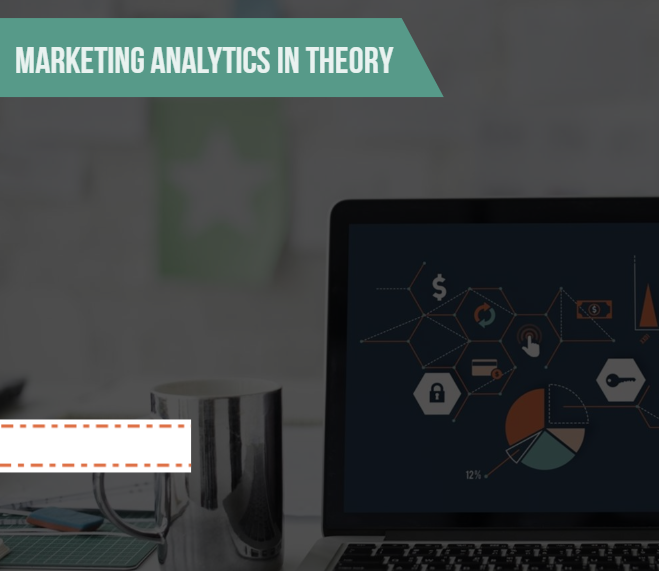 MARKETING ANALYTICS IN THEORY
$
$
12%